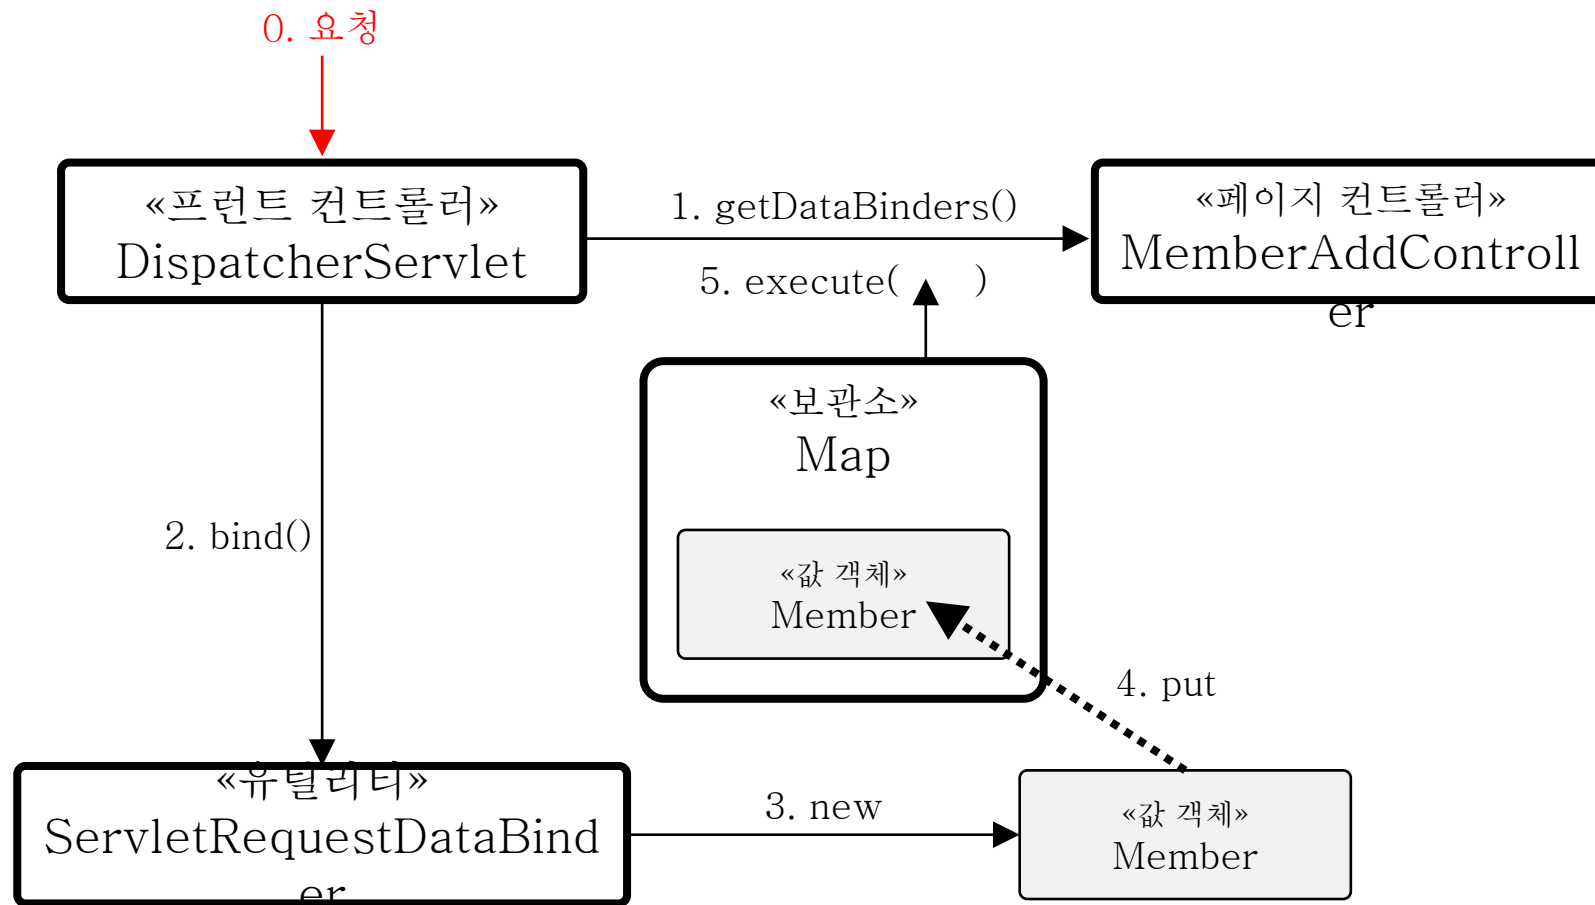 0. 요청
«프런트 컨트롤러»
DispatcherServlet
1. getDataBinders()
5. execute( )
«페이지 컨트롤러»
MemberAddControll
er
«보관소»
Map
«값 객체»
Member
2. bind()
4. put
«유틸리티»
ServletRequestDataBind
er
3. new
«값 객체»
Member